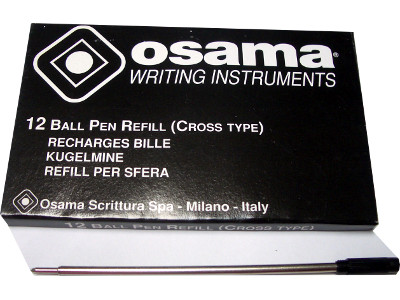 osama®
WRITING INSTRUMENTS
12 BALL PEN REFILL (CROSS TYPE)
RECHARGES BILLE
KUGELMINE
REFILL PER SFERA
Osama Scrittura Spa - Milano - Italy
12 BALL PEN REFILL (CROSS TYPE)